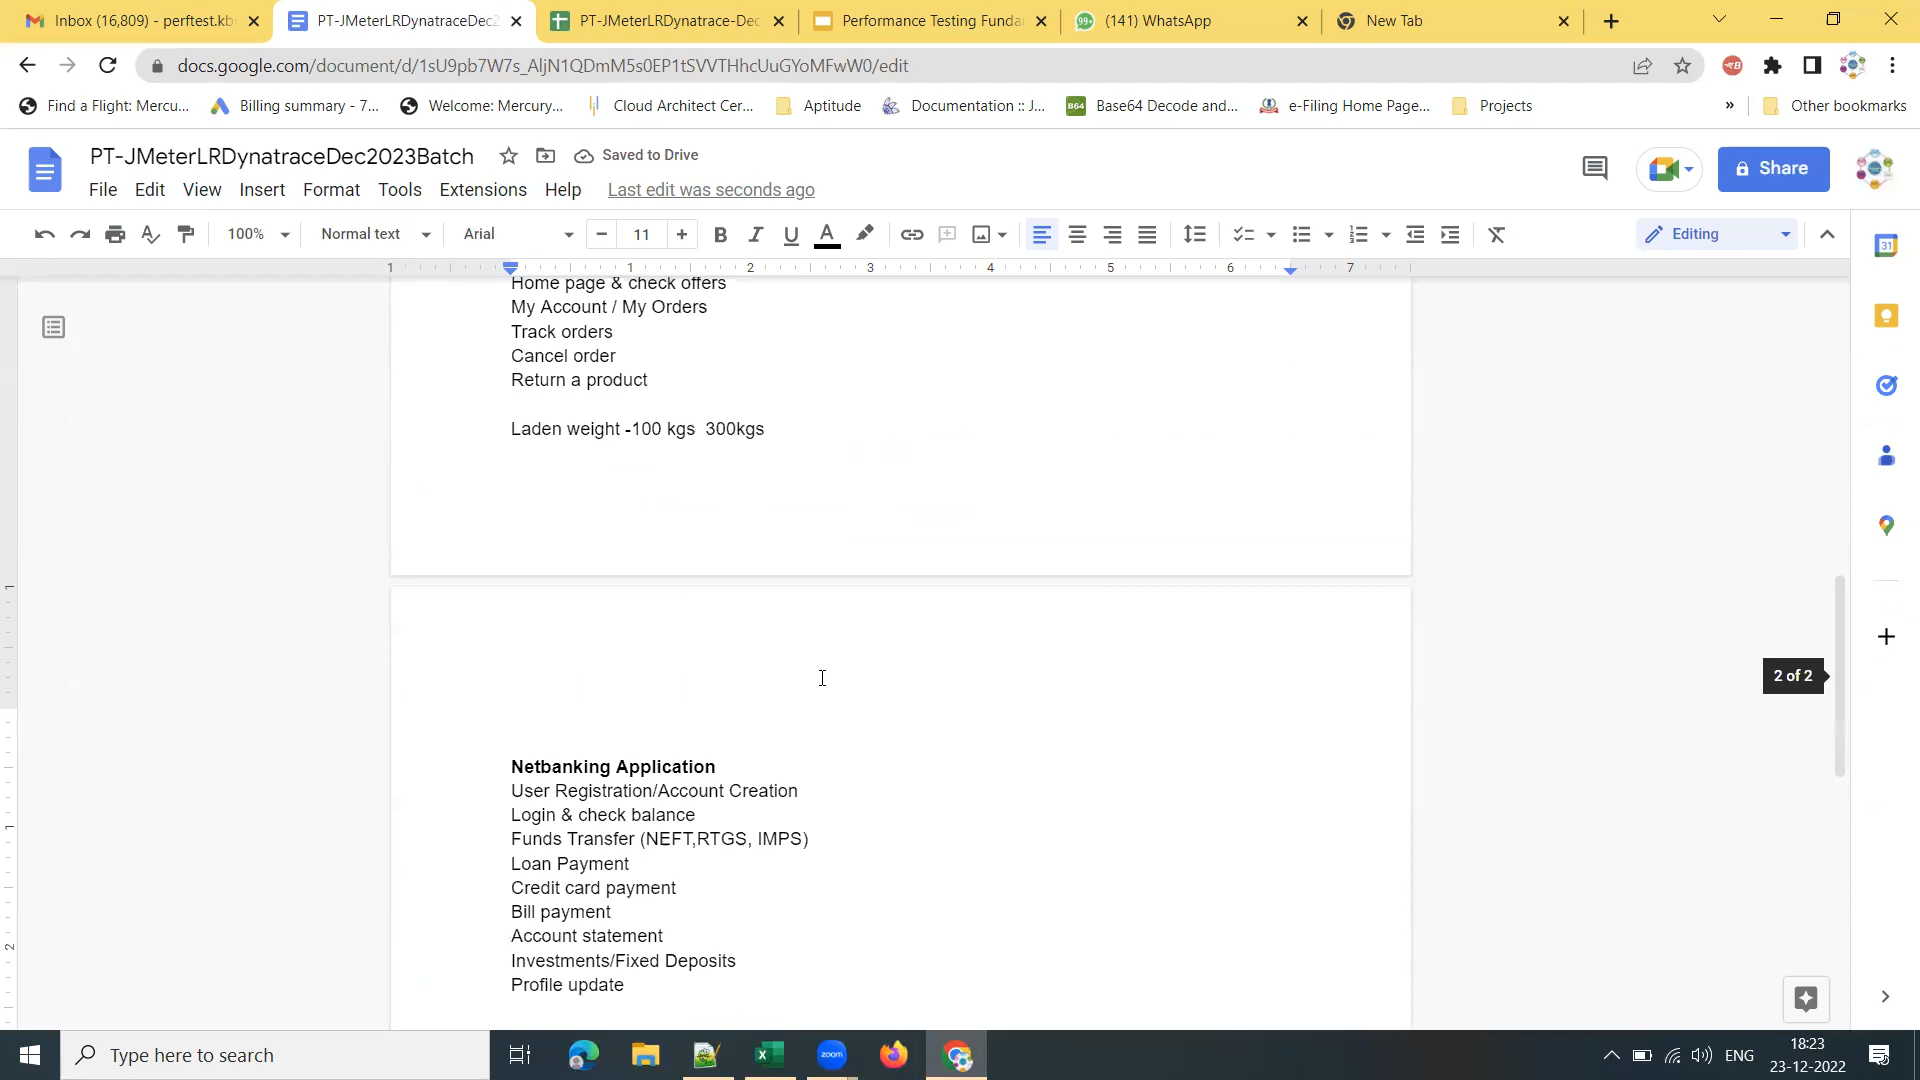 Inbox (16,809) - perftest.kb
PT-JMeterLRDynatraceDec2
PT-JMeterLRDynatrace-Dec
Performance Testing Funda
(141) WhatsApp
New Tab
docs.google.com/document/d/1sU9pb7W7s_AljN1QDmM5s0EP1tSVVTHhcUuGYoMFwW0/edit
Find a Flight: Mercu...
Billing summary - 7...
Welcome: Mercury...
Cloud Architect Cer...
Aptitude
Documentation :: J...
B64
Base64 Decode and...
e-Filing Home Page...
Projects
»
Other bookmarks
PT-JMeterLRDynatraceDec2023Batch
Saved to Drive
Share
File Edit View Insert Format Tools Extensions Help Last edit was seconds ago
100% Normal text Arial 11 B I U A Editing
1 1 2 3 4 5 6 7
31
Home page & check offers
My Account / My Orders
Track orders
Cancel order
Return a product
Laden weight -100 kgs  300kgs
2 of 2
Netbanking Application
User Registration/Account Creation
Login & check balance
Funds Transfer (NEFT,RTGS, IMPS)
Loan Payment
Credit card payment
Bill payment
Account statement
Investments/Fixed Deposits
Profile update
Type here to search
zoom
ENG
18:23
23-12-2022